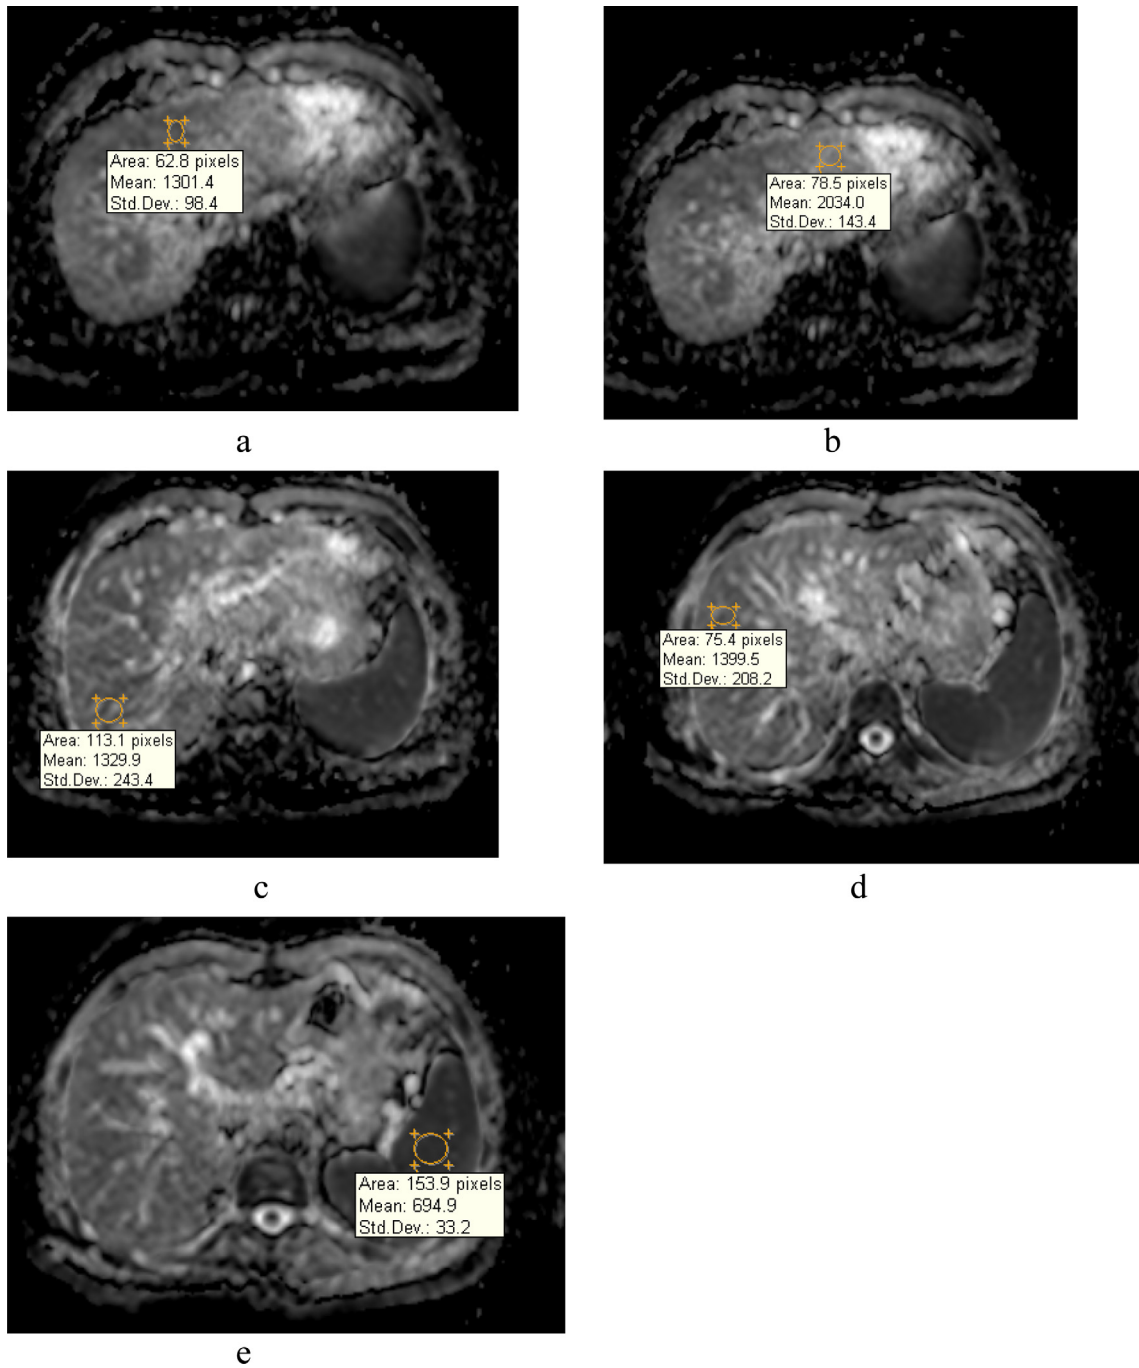 Area: 62.8 pixels
Mean: 1301.4
Std.Dev.: 98.4
a
Area: 78.5 pixels
Mean: 2034.0
Std.Dev.: 143.4
b
Area: 113.1 pixels
Mean: 1329.9
Std.Dev.: 243.4
c
Area: 75.4 pixels
Mean: 1399.5
Std.Dev.: 208.2
d
Area: 153.9 pixels
Mean: 694.9
Std.Dev.: 33.2
e